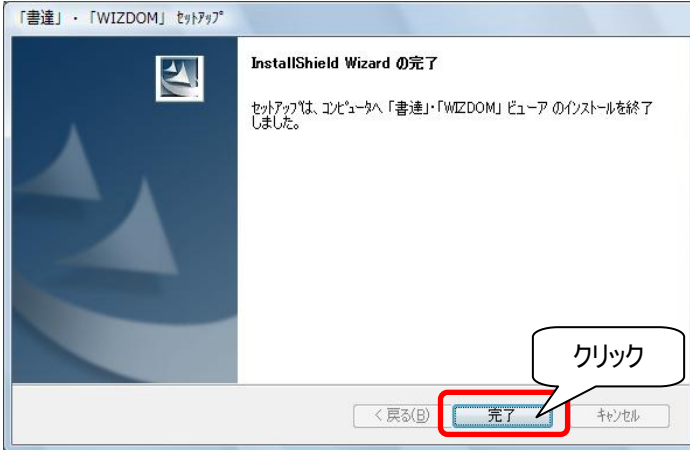 「書達」・「WIZDOM」 ｾｯﾄｱｯﾌﾟ
InstallShield Wizard の完了
ｾｯﾄｱｯﾌﾟは、ｺﾝﾋﾟｭｰﾀへ「書達」・「WIZDOM」 ﾋﾞｭｰｱ のｲﾝｽﾄｰﾙを終了
しました。
クリック
< 戻る(B)
完了
ｷｬﾝｾﾙ